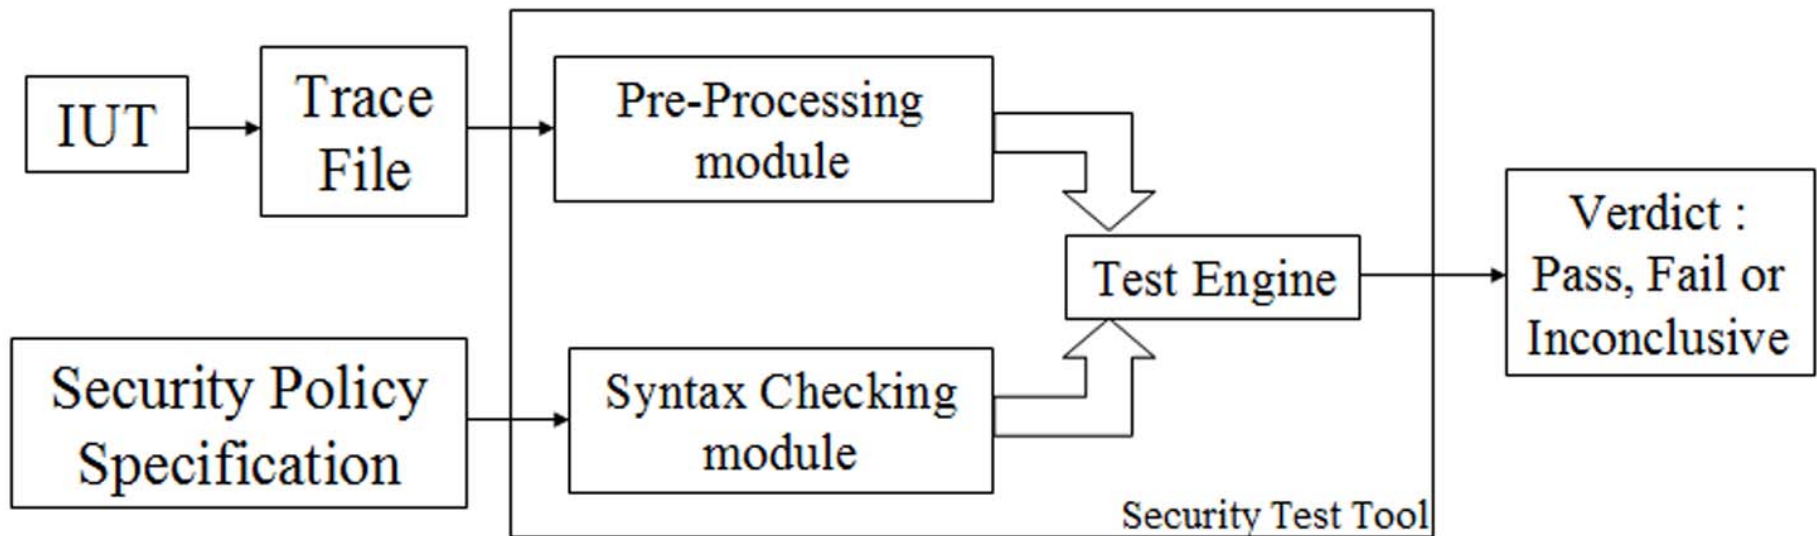 IUT
Trace
File
Pre-Processing
module
Security Policy
Specification
Syntax Checking
module
Test Engine
Verdict :
Pass, Fail or
Inconclusive
Security Test Tool